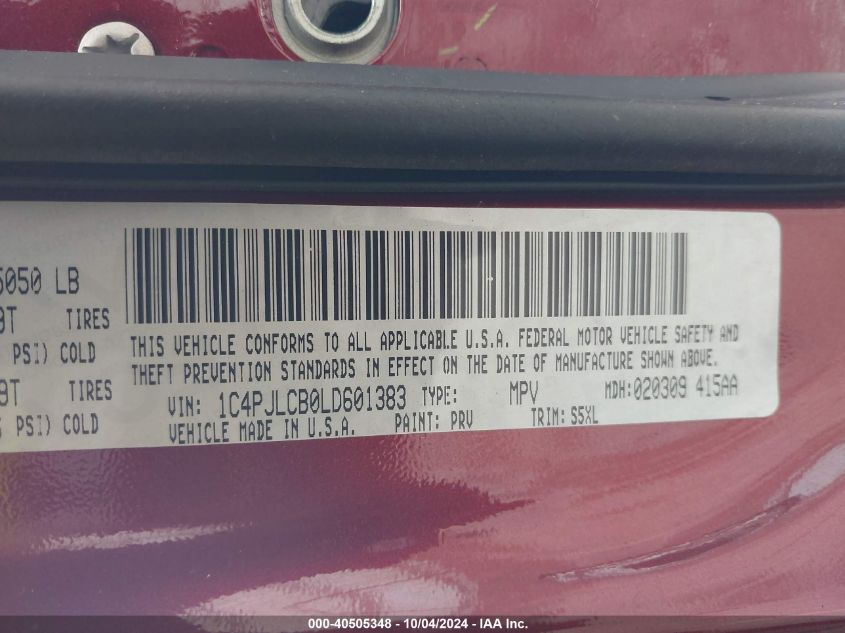 5050 LB
9T TIRES
PSI) COLD
9T TIRES
PSI) COLD
THIS VEHICLE CONFORMS TO ALL APPLICABLE U.S.A. FEDERAL MOTOR VEHICLE SAFETY AND
THEFT PREVENTION STANDARDS IN EFFECT ON THE DATE OF MANUFACTURE SHOWN ABOVE.
VIN: 1C4PJLCB0LD601383 TYPE: MPV MDH:020309 415AA
VEHICLE MADE IN U.S.A. PAINT: PRV TRIM: S5XL
000-40505348 - 10/04/2024 - IAA Inc.